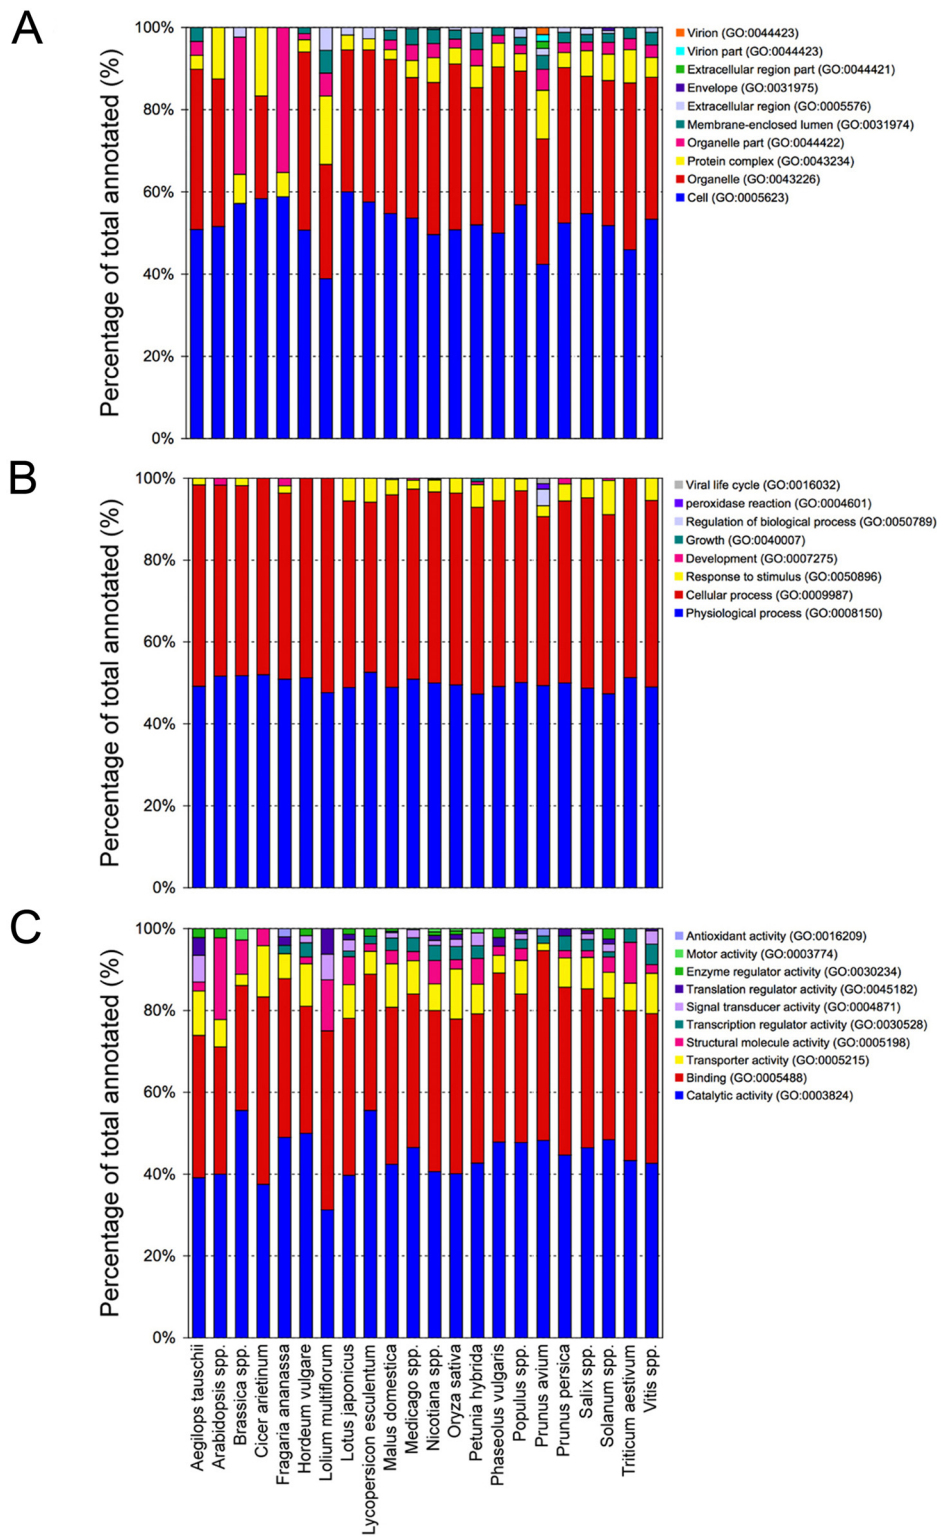 A
Percentage of total annotated (%)
100%
80%
60%
40%
20%
0%
Virion (GO:0044423)
Virion part (GO:0044423)
Extracellular region part (GO:0044421)
Envelope (GO:0031975)
Extracellular region (GO:0005576)
Membrane-enclosed lumen (GO:0031974)
Organelle part (GO:0044422)
Protein complex (GO:0043234)
Organelle (GO:0043226)
Cell (GO:0005623)
B
Percentage of total annotated (%)
100%
80%
60%
40%
20%
0%
Viral life cycle (GO:0016032)
peroxidase reaction (GO:0004601)
Regulation of biological process (GO:0050789)
Growth (GO:0040007)
Development (GO:0007275)
Response to stimulus (GO:0050896)
Cellular process (GO:0009987)
Physiological process (GO:0008150)
C
Percentage of total annotated (%)
100%
80%
60%
40%
20%
0%
Antioxidant activity (GO:0016209)
Motor activity (GO:0003774)
Enzyme regulator activity (GO:0030234)
Translation regulator activity (GO:0045182)
Signal transducer activity (GO:0004871)
Transcription regulator activity (GO:0030528)
Structural molecule activity (GO:0005198)
Transporter activity (GO:0005215)
Binding (GO:0005488)
Catalytic activity (GO:0003824)
Aegilops tauschii
Arabidopsis spp.
Brassica spp.
Cicer arietinum
Fragaria ananassa
Hordeum vulgare
Lolium multiflorum
Lotus japonicus
Lycopersicon esculentum
Malus domestica
Medicago spp.
Nicotiana spp.
Oryza sativa
Petunia hybrida
Phaseolus vulgaris
Populus spp.
Prunus avium
Prunus persica
Salix spp.
Solanum spp.
Triticum aestivum
Vitis spp.